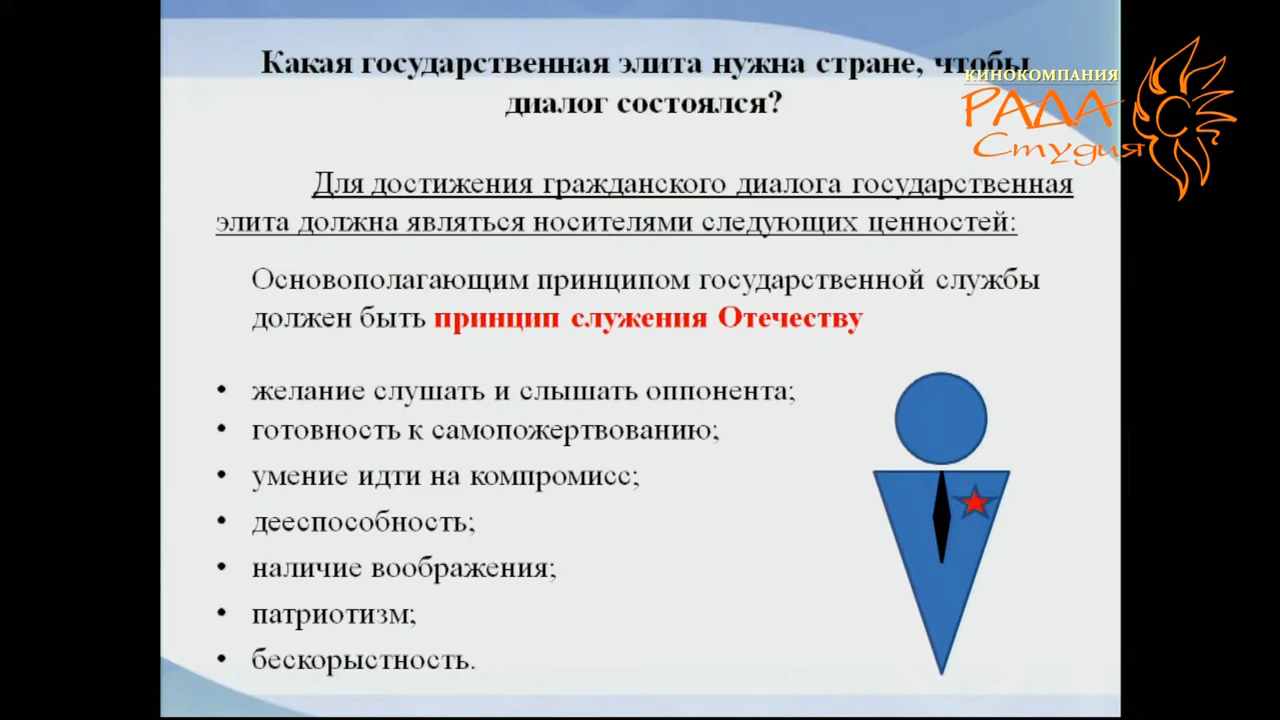 Какая государственная элита нужна стране, чтобы
диалог состоялся?
КИНОКОМПАНИЯ
РАДА
Студия
Для достижения гражданского диалога государственная
элита должна являться носителями следующих ценностей:
Основополагающим принципом государственной службы
должен быть принцип служения Отечеству
• желание слушать и слышать оппонента;
• готовность к самопожертвованию;
• умение идти на компромисс;
• дееспособность;
• наличие воображения;
• патриотизм;
• бескорыстность.